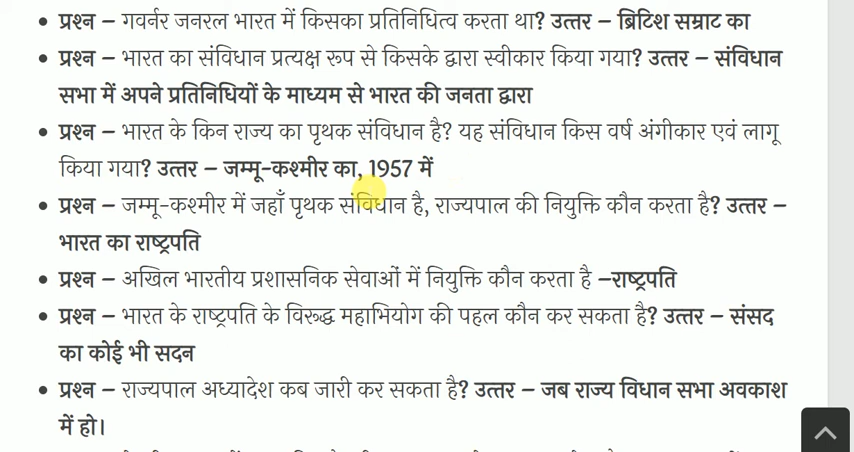 प्रश्न – गवर्नर जनरल भारत में किसका प्रतिनिधित्व करता था? उत्तर – ब्रिटिश सम्राट का
प्रश्न – भारत का संविधान प्रत्यक्ष रूप से किसके द्वारा स्वीकार किया गया? उत्तर – संविधान
सभा में अपने प्रतिनिधियों के माध्यम से भारत की जनता द्वारा
प्रश्न – भारत के किन राज्य का पृथक संविधान है? यह संविधान किस वर्ष अंगीकार एवं लागू
किया गया? उत्तर – जम्मू-कश्मीर का, 1957 में
प्रश्न – जम्मू-कश्मीर में जहाँ पृथक संविधान है, राज्यपाल की नियुक्ति कौन करता है? उत्तर –
भारत का राष्ट्रपति
प्रश्न – अखिल भारतीय प्रशासनिक सेवाओं में नियुक्ति कौन करता है –राष्ट्रपति
प्रश्न – भारत के राष्ट्रपति के विरूद्ध महाभियोग की पहल कौन कर सकता है? उत्तर – संसद
का कोई भी सदन
प्रश्न – राज्यपाल अध्यादेश कब जारी कर सकता है? उत्तर – जब राज्य विधान सभा अवकाश
में हो।